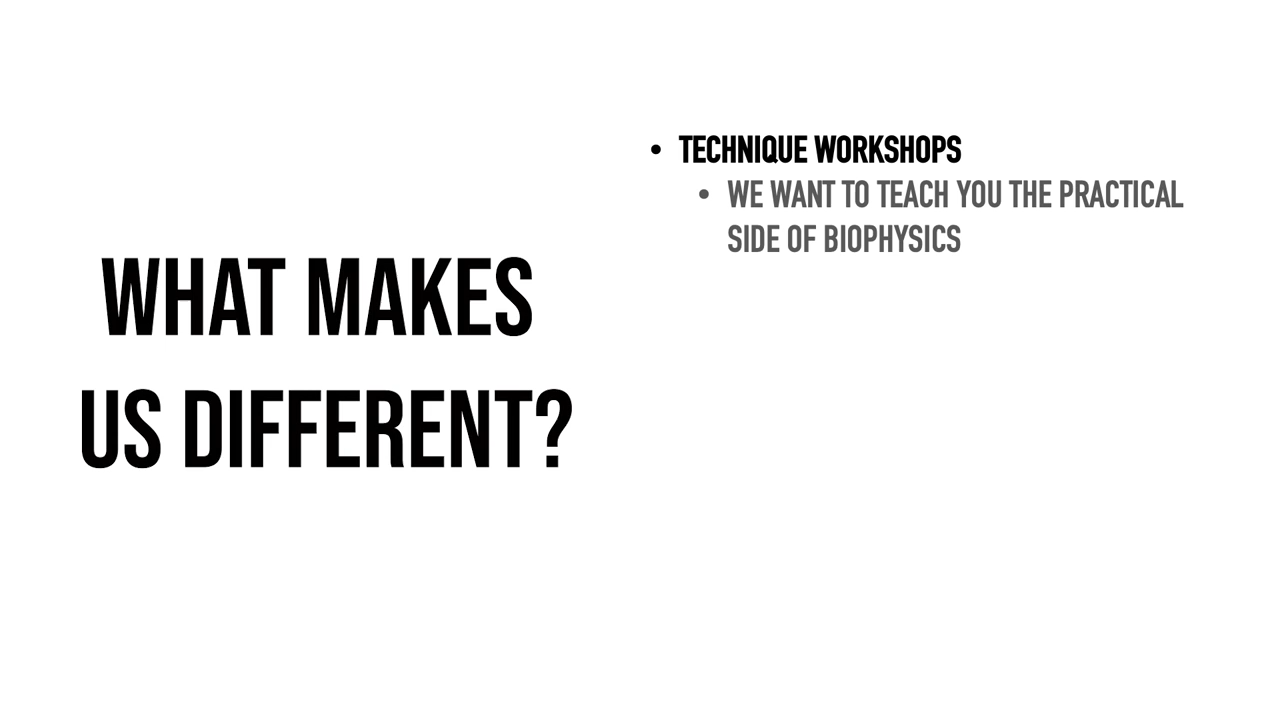 WHAT MAKES
US DIFFERENT?
• TECHNIQUE WORKSHOPS
• WE WANT TO TEACH YOU THE PRACTICAL
SIDE OF BIOPHYSICS